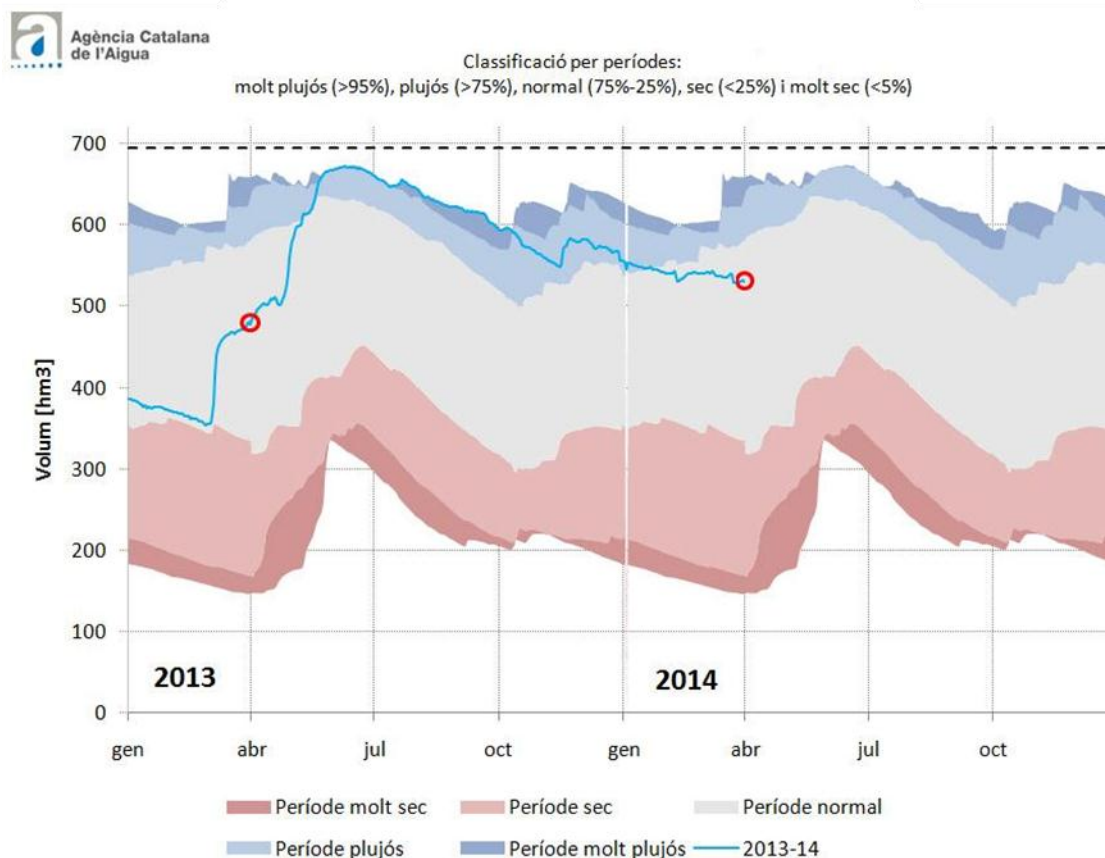 Agència Catalana
de l'Aigua
Classificació per períodes:
molt plujós (>95%), plujós (>75%), normal (75%-25%), sec (<25%) i molt sec (<5%)
Volum [hm3]
700
600
500
400
300
200
100
0
2013
2014
gen abr jul oct gen abr jul oct
Període molt sec Període sec Període normal
Període plujós Període molt plujós 2013-14